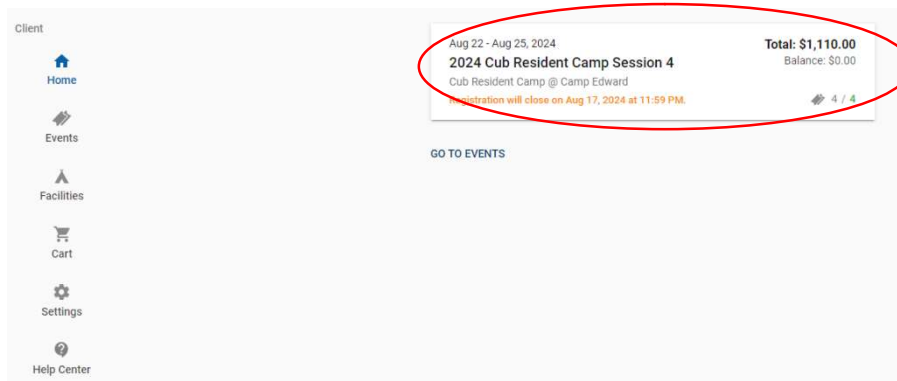 Client
Home
Events
Facilities
Cart
Settings
Help Center
Aug 22 - Aug 25, 2024
Total: $1,110.00
2024 Cub Resident Camp Session 4
Balance: $0.00
Cub Resident Camp @ Camp Edward
Registration will close on Aug 17, 2024 at 11:59 PM.
4 / 4
GO TO EVENTS